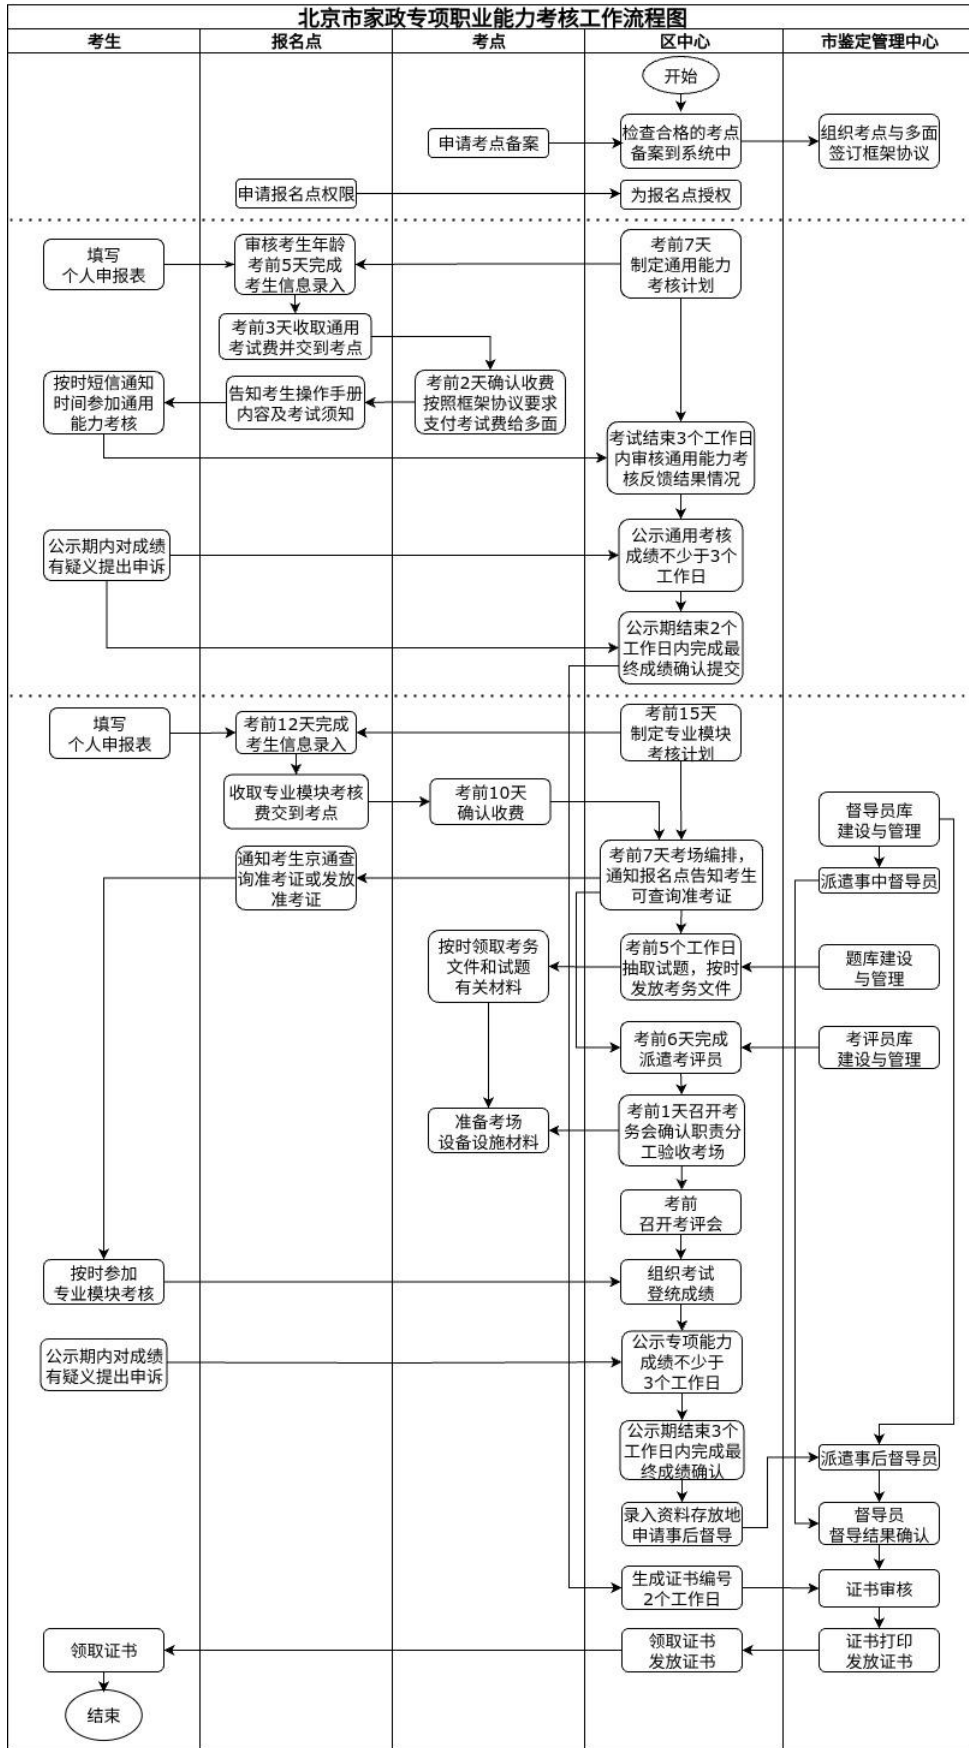 北京市家政专项职业能力考核工作流程图
考生
报名点
考点
区中心
市鉴定管理中心
开始
申请考点备案
检查合格的考点
备案到系统中
组织考点与多面
签订框架协议
申请报名点权限
为报名点授权
填写
个人申报表
审核考生年龄
考前5天完成
考生信息录入
考前7天
制定通用能力
考核计划
考前3天收取通用
考试费并交到考点
按时短信通知
时间参加通用
能力考核
告知考生操作手册
内容及考试须知
考前2天确认收费
按照框架协议要求
支付考试费给多面
考试结束3个工作日
内审核通用能力考
核反馈结果情况
公示期内对成绩
有疑义提出申诉
公示通用考核
成绩不少于3个
工作日
公示期结束2个
工作日内完成最
终成绩确认提交
填写
个人申报表
考前12天完成
考生信息录入
考前15天
制定专业模块
考核计划
收取专业模块考核
费交到考点
考前10天
确认收费
督导员库
建设与管理
通知考生京通查
询准考证或发放
准考证
考前7天考场编排，
通知报名点告知考生
可查询准考证
派遣事中督导员
按时领取考务
文件和试题
有关材料
考前5个工作日
抽取试题，按时
发放考务文件
题库建设
与管理
考前6天完成
派遣考评员
考评员库
建设与管理
准备考场
设备设施材料
考前1天召开考
务会确认职责分
工验收考场
考前
召开考评会
按时参加
专业模块考核
组织考试
登统成绩
公示期内对成绩
有疑义提出申诉
公示专项能力
成绩不少于
3个工作日
公示期结束3个
工作日内完成最
终成绩确认
派遣事后督导员
录入资料存放地
申请事后督导
督导员
督导结果确认
生成证书编号
2个工作日
证书审核
领取证书
领取证书
发放证书
证书打印
发放证书
结束